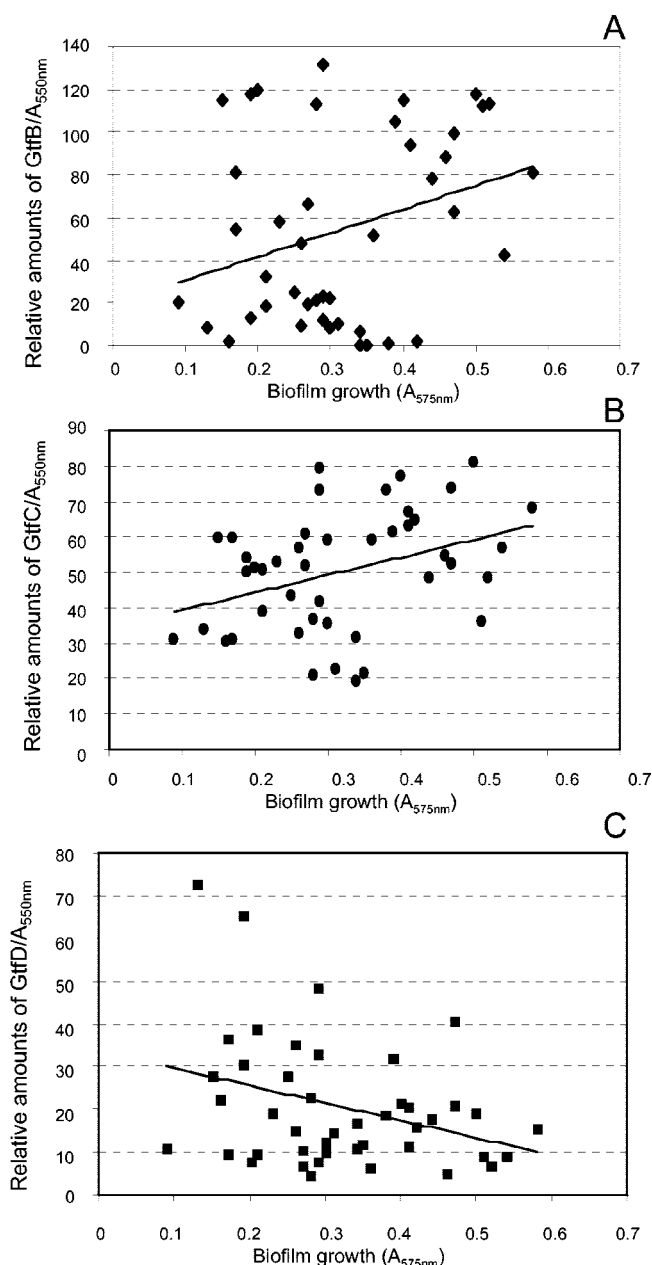 A
Relative amounts of GtfB/A550nm
140
120
100
80
60
40
20
0
0 0.1 0.2 0.3 0.4 0.5 0.6 0.7
Biofilm growth (A575nm)
B
Relative amounts of GtfC/A550nm
90
80
70
60
50
40
30
20
10
0
0 0.1 0.2 0.3 0.4 0.5 0.6 0.7
Biofilm growth (A575nm)
C
Relative amounts of GtfD/A550nm
80
70
60
50
40
30
20
10
0
0 0.1 0.2 0.3 0.4 0.5 0.6 0.7
Biofilm growth (A575nm)